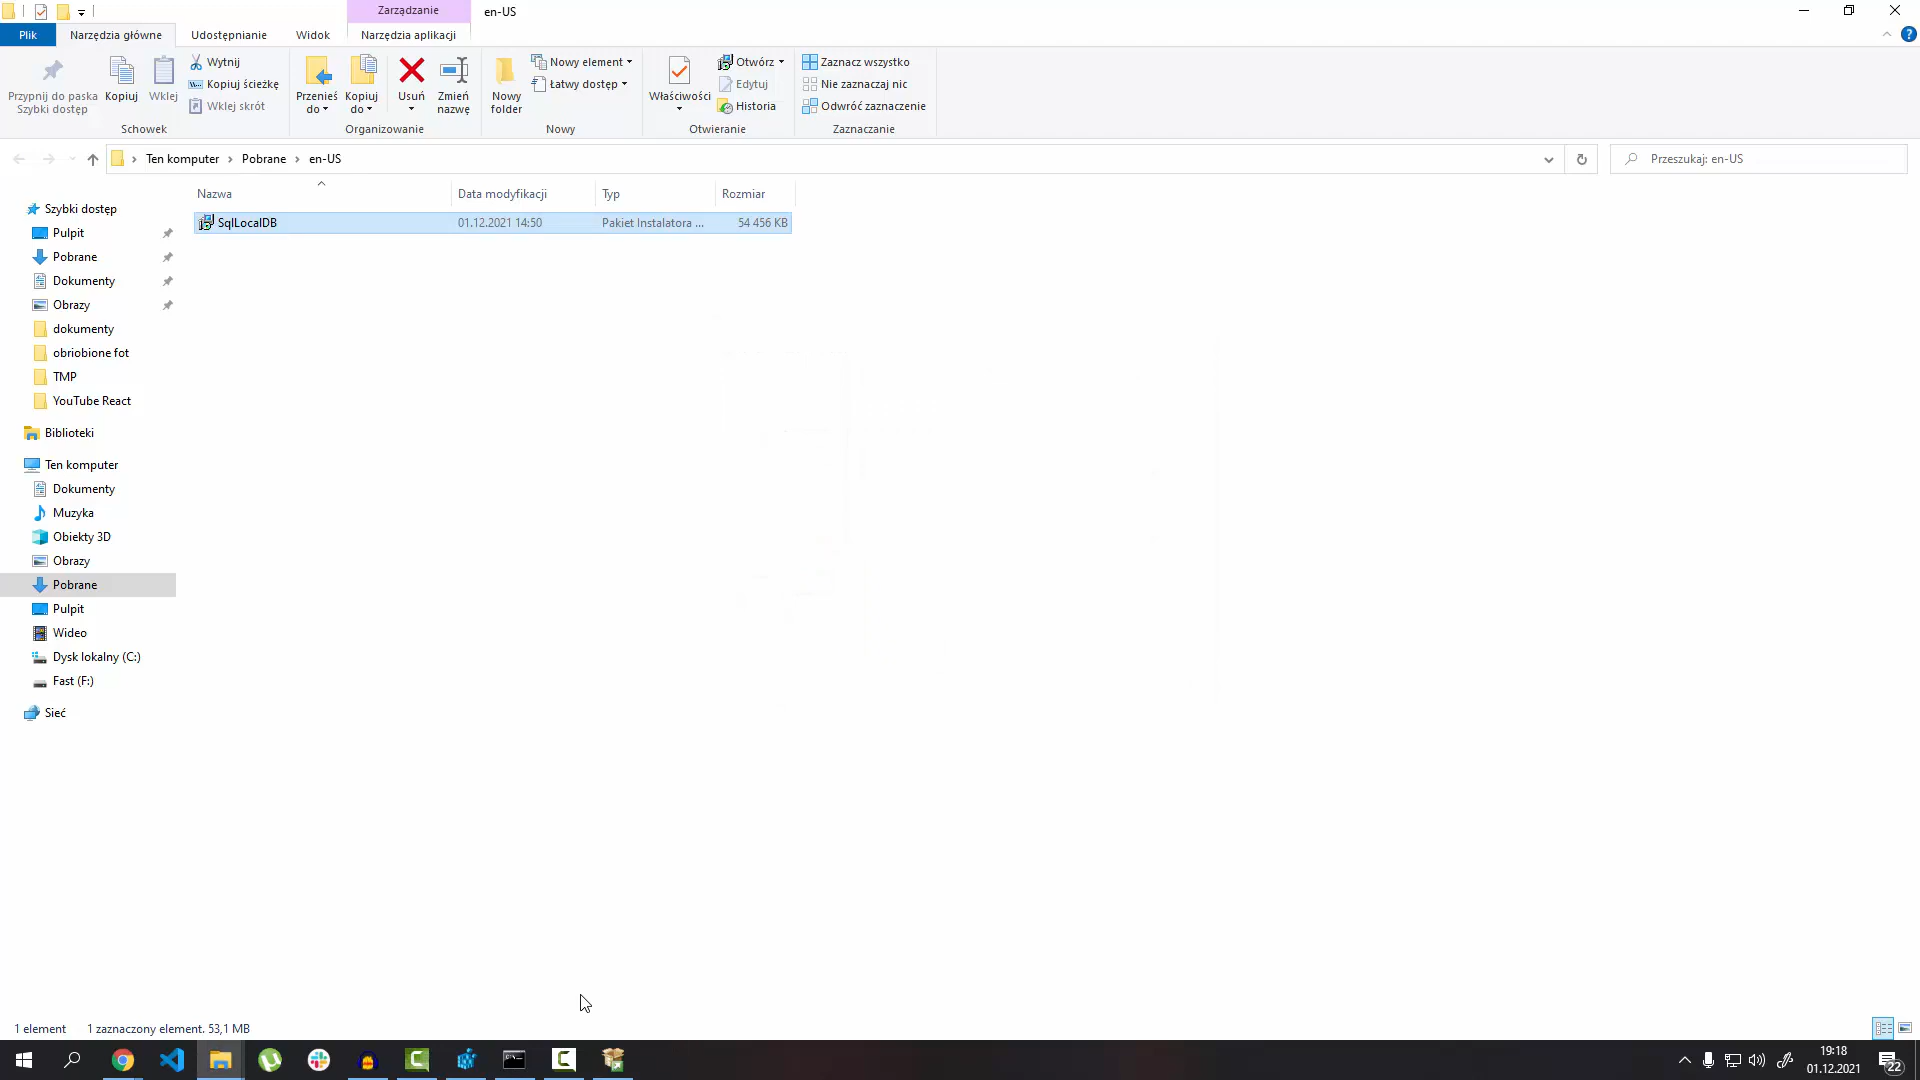 Zarządzanie
en-US
Plik
Narzędzia główne
Udostępnianie
Widok
Narzędzia aplikacji
Przypnij do paska
Szybki dostęp
Kopiuj
Wklej
Wytnij
Kopiuj ścieżkę
Wklej skrót
Schowek
Przenieś
do
Kopiuj
do
Usuń
Zmień
nazwę
Organizowanie
Nowy
folder
Nowy element
Łatwy dostęp
Nowy
Właściwości
Otwórz
Edytuj
Historia
Otwieranie
Zaznacz wszystko
Nie zaznaczaj nic
Odwróć zaznaczenie
Zaznaczanie
Ten komputer
Pobrane
en-US
Przeszukaj: en-US
Nazwa
Data modyfikacji
Typ
Rozmiar
SqlLocalDB
01.12.2021 14:50
Pakiet Instalatora ...
54 456 KB
Szybki dostęp
Pulpit
Pobrane
Dokumenty
Obrazy
dokumenty
obriobione fot
TMP
YouTube React
Biblioteki
Ten komputer
Dokumenty
Muzyka
Obiekty 3D
Obrazy
Pobrane
Pulpit
Wideo
Dysk lokalny (C:)
Fast (F:)
Sieć
1 element
1 zaznaczony element. 53,1 MB
19:18
01.12.2021
22